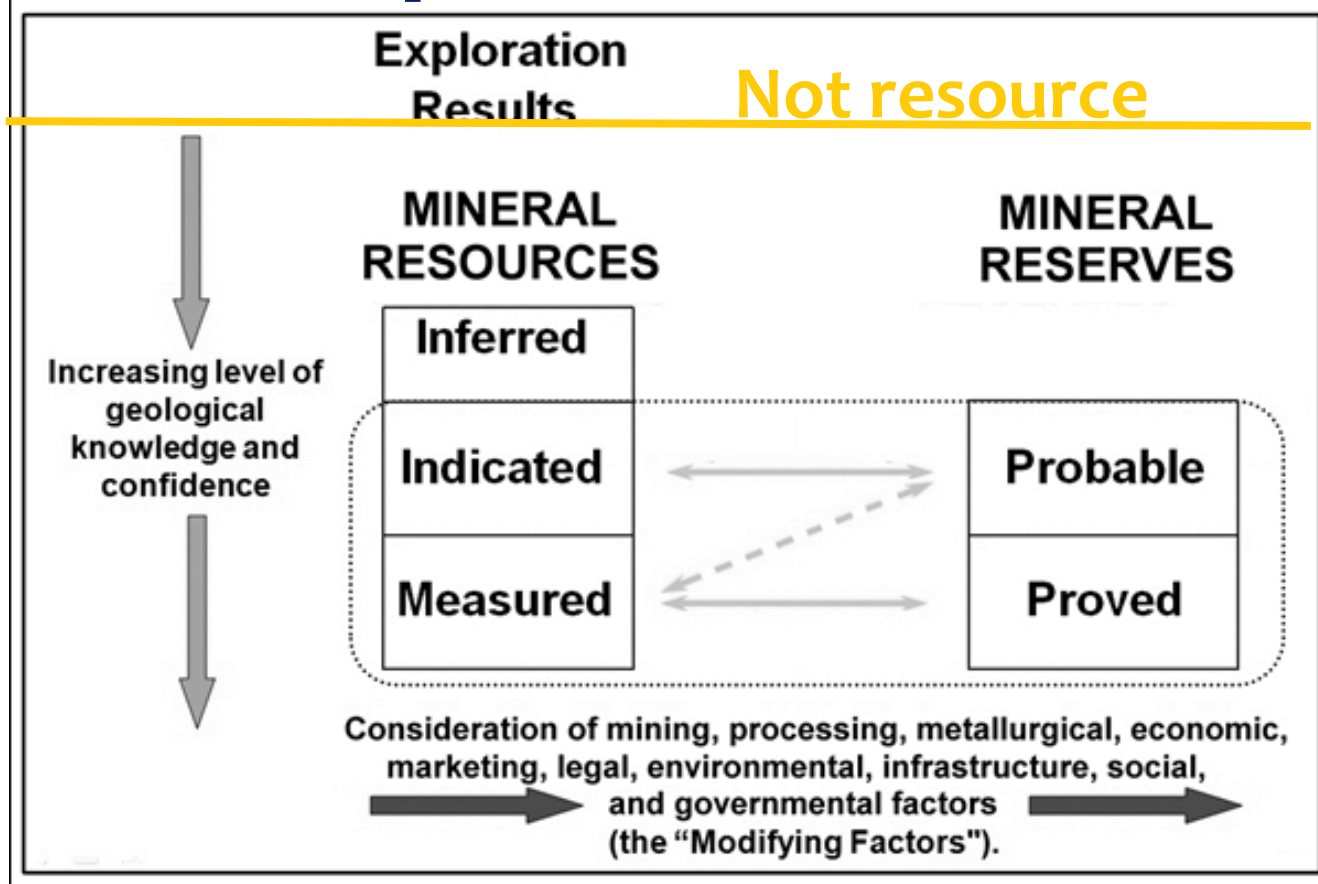 Exploration
Results
Not resource
MINERAL
RESOURCES
MINERAL
RESERVES
Inferred
Increasing level of
geological
knowledge and
confidence
Indicated
Probable
Measured
Proved
Consideration of mining, processing, metallurgical, economic,
marketing, legal, environmental, infrastructure, social,
and governmental factors
(the “Modifying Factors").